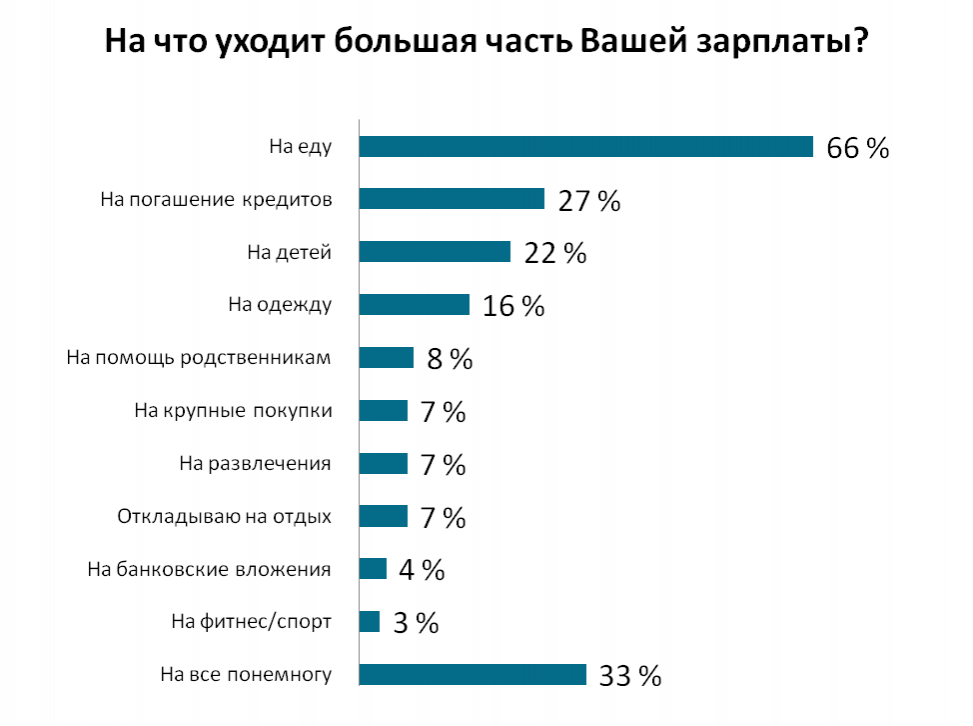 На что уходит большая часть Вашей зарплаты?
На еду 66 %
На погашение кредитов 27 %
На детей 22 %
На одежду 16 %
На помощь родственникам 8 %
На крупные покупки 7 %
На развлечения 7 %
Откладываю на отдых 7 %
На банковские вложения 4 %
На фитнес/спорт 3 %
На все понемногу 33 %